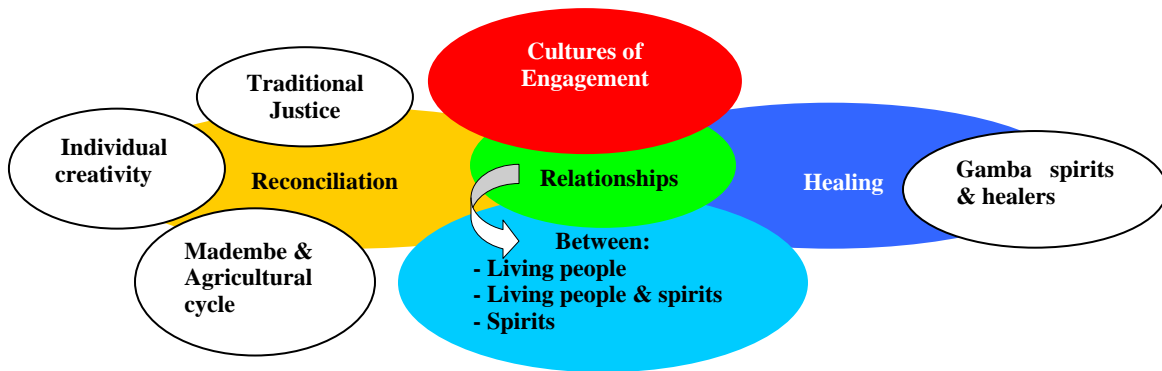 Cultures of
Engagement
Traditional
Justice
Individual
creativity
Reconciliation
Relationships
Healing
Gamba spirits
& healers
Madembe &
Agricultural
cycle
Between:
- Living people
- Living people & spirits
- Spirits